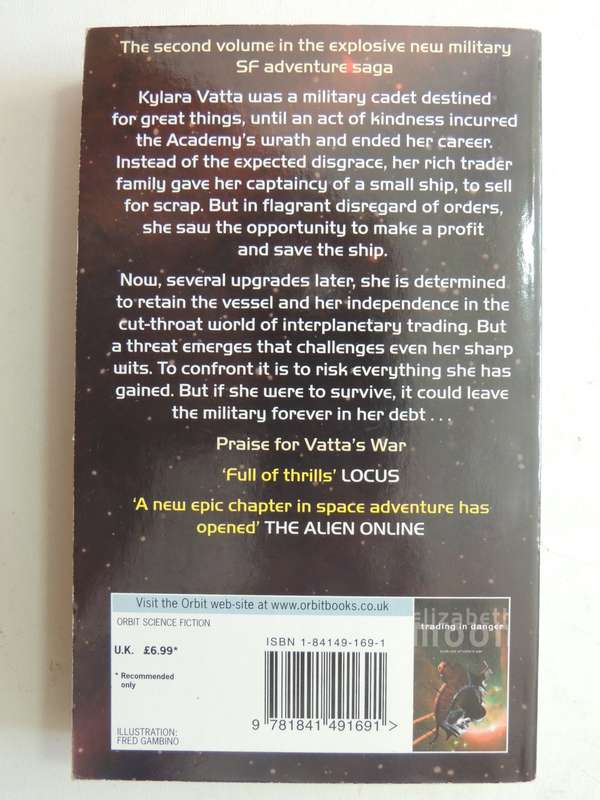 The second volume in the explosive new military
SF adventure saga
Kylara Vatta was a military cadet destined
for great things, until an act of kindness incurred
the Academy's wrath and ended her career.
Instead of the expected disgrace, her rich trader
family gave her captaincy of a small ship, to sell
for scrap. But in flagrant disregard of orders,
she saw the opportunity to make a profit
and save the ship.
Now, several upgrades later, she is determined
to retain the vessel and her independence in the
cut-throat world of interplanetary trading. But
a threat emerges that challenges even her sharp
wits. To confront it is to risk everything she has
gained. But if she were to survive, it could leave
the military forever in her debt . . .
Praise for Vatta's War
'Full of thrills' LOCUS
'A new epic chapter in space adventure has
opened' THE ALIEN ONLINE
Visit the Orbit web-site at www.orbitbooks.co.uk
ORBIT SCIENCE FICTION
U.K. £6.99*
* Recommended
only
ILLUSTRATION:
FRED GAMBINO
ISBN 1-84149-169-1
9 781841 491691 >
elizabeth
moon
trading in danger